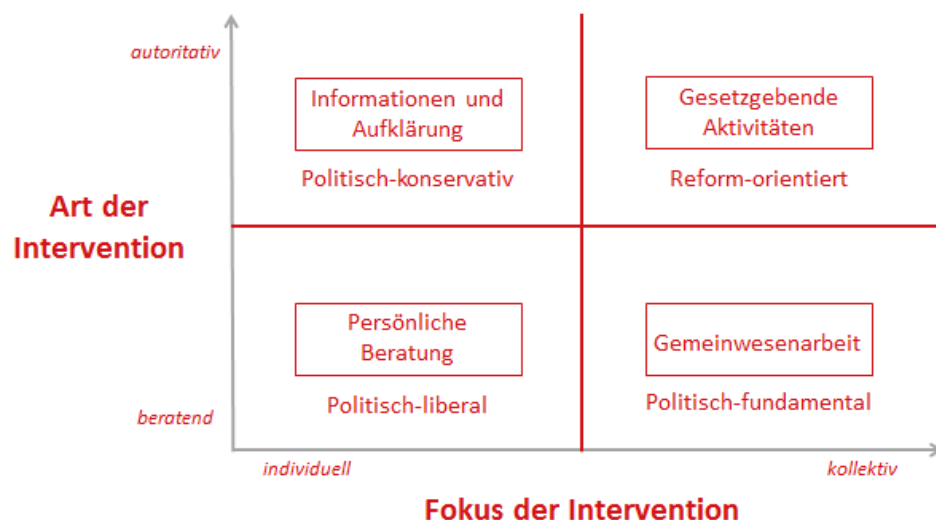 autoritativ
Informationen und
Aufklärung
Politisch-konservativ
Gesetzgebende
Aktivitäten
Reform-orientiert
Art der
Intervention
Persönliche
Beratung
Politisch-liberal
Gemeinwesenarbeit
Politisch-fundamental
beratend
individuell
kollektiv
Fokus der Intervention